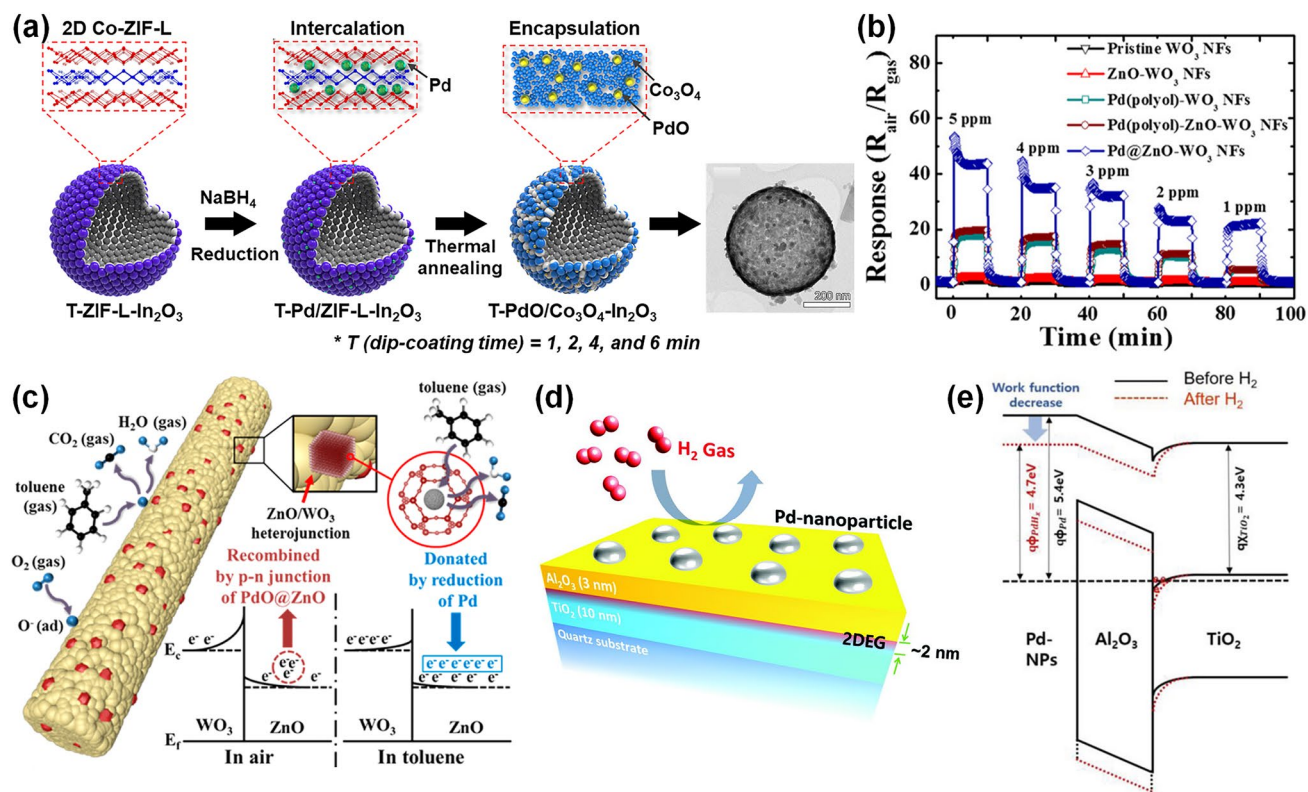 (a)
2D Co-ZIF-L
Intercalation
Encapsulation
Pd
Co₃O₄
PdO
NaBH₄
Reduction
Thermal
annealing
200 nm
T-ZIF-L-In₂O₃
T-Pd/ZIF-L-In₂O₃
T-PdO/Co₃O₄-In₂O₃
* T (dip-coating time) = 1, 2, 4, and 6 min
(b)
Response (R_air/R_gas)
80
60
40
20
0
Pristine WO₃ NFs
ZnO-WO₃ NFs
Pd(polyol)-WO₃ NFs
Pd(polyol)-ZnO-WO₃ NFs
Pd@ZnO-WO₃ NFs
5 ppm
4 ppm
3 ppm
2 ppm
1 ppm
0 20 40 60 80 100
Time (min)
(c)
CO₂ (gas)
H₂O (gas)
toluene
(gas)
O₂ (gas)
O⁻(ad)
toluene (gas)
ZnO/WO₃
heterojunction
Recombined
by p-n junction
of PdO@ZnO
Donated
by reduction
of Pd
e⁻ e⁻
e⁻e⁻
e⁻
e⁻ e⁻ e⁻
E_c
WO₃
ZnO
E_f
In air
e⁻e⁻e⁻e⁻
e⁻ e⁻ e⁻ e⁻ e⁻ e⁻
e⁻ e⁻ e⁻ e⁻
WO₃
ZnO
In toluene
(d)
H₂ Gas
Pd-nanoparticle
Al₂O₃ (3 nm)
TiO₂ (10 nm)
Quartz substrate
2DEG
~2 nm
(e)
Work function
decrease
Before H₂
After H₂
qϕ_PdHx = 4.7eV
qϕ_Pd = 5.4eV
qχ_TiO₂ = 4.3eV
Pd-
NPs
Al₂O₃
TiO₂